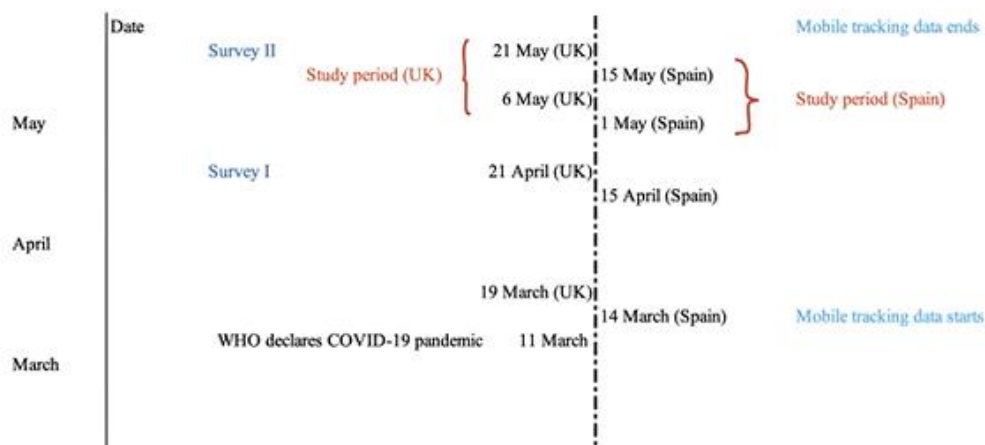 Date
Mobile tracking data ends
Survey II
21 May (UK)
Study period (UK)
15 May (Spain)
6 May (UK)
Study period (Spain)
May
1 May (Spain)
Survey I
21 April (UK)
15 April (Spain)
April
19 March (UK)
14 March (Spain)
Mobile tracking data starts
WHO declares COVID-19 pandemic
11 March
March